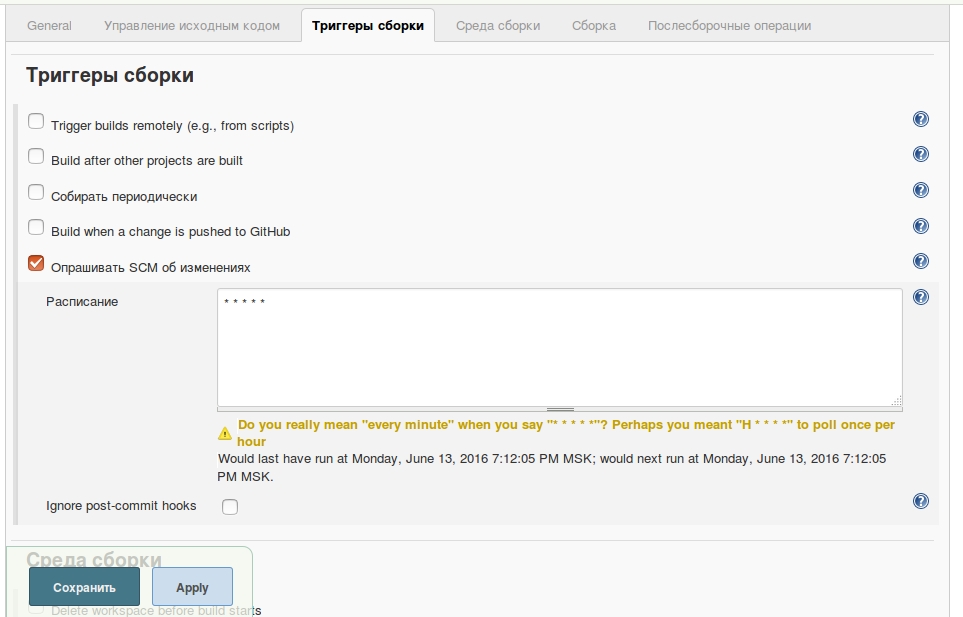 General Управление исходным кодом Триггеры сборки Среда сборки Сборка Послесборочные операции
Триггеры сборки
Trigger builds remotely (e.g., from scripts)
Build after other projects are built
Собирать периодически
Build when a change is pushed to GitHub
Опрашивать SCM об изменениях
Расписание
* * * * *
Do you really mean "every minute" when you say "* * * * *"? Perhaps you meant "H * * * *" to poll once per
hour
Would last have run at Monday, June 13, 2016 7:12:05 PM MSK; would next run at Monday, June 13, 2016 7:12:05
PM MSK.
Ignore post-commit hooks
Среда сборки
Сохранить Apply
Delete workspace before build starts